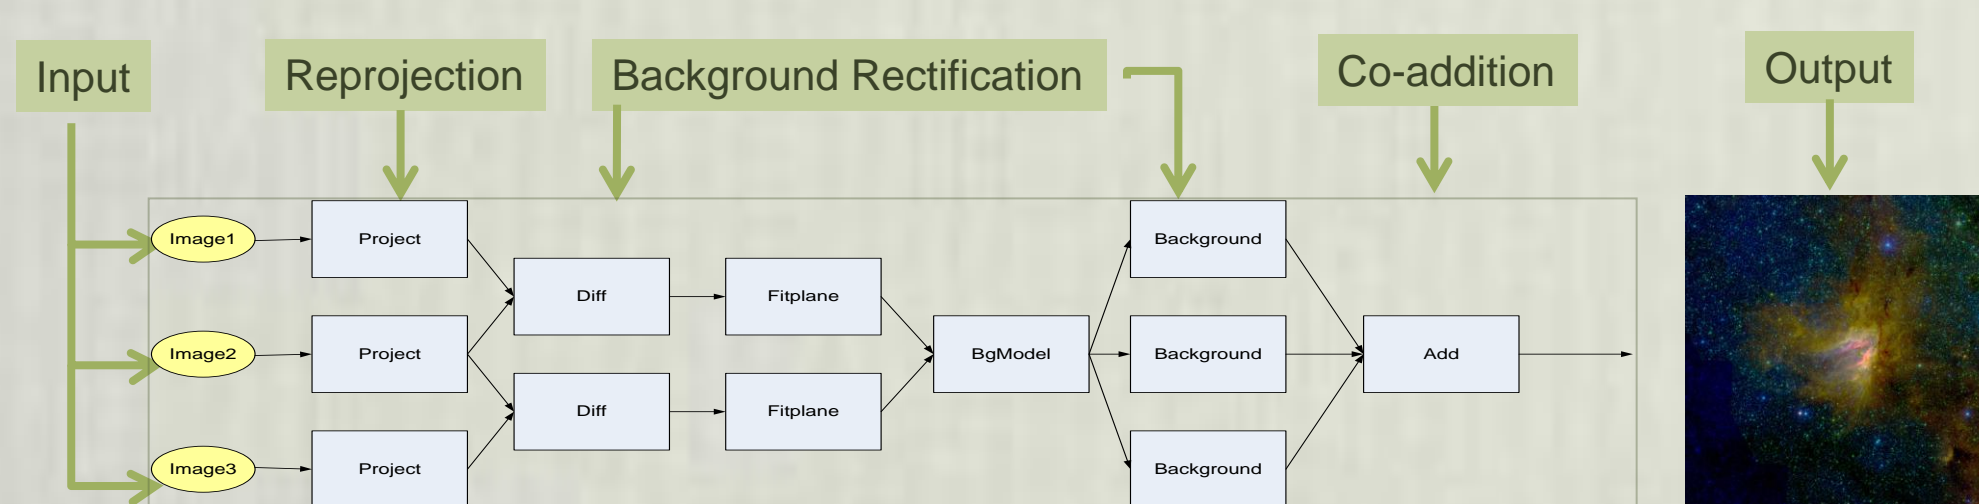 Input
Reprojection
Background Rectification
Co-addition
Output
Image1
Project
Background
Diff
Fitplane
Image2
Project
BgModel
Background
Add
Diff
Fitplane
Image3
Project
Background